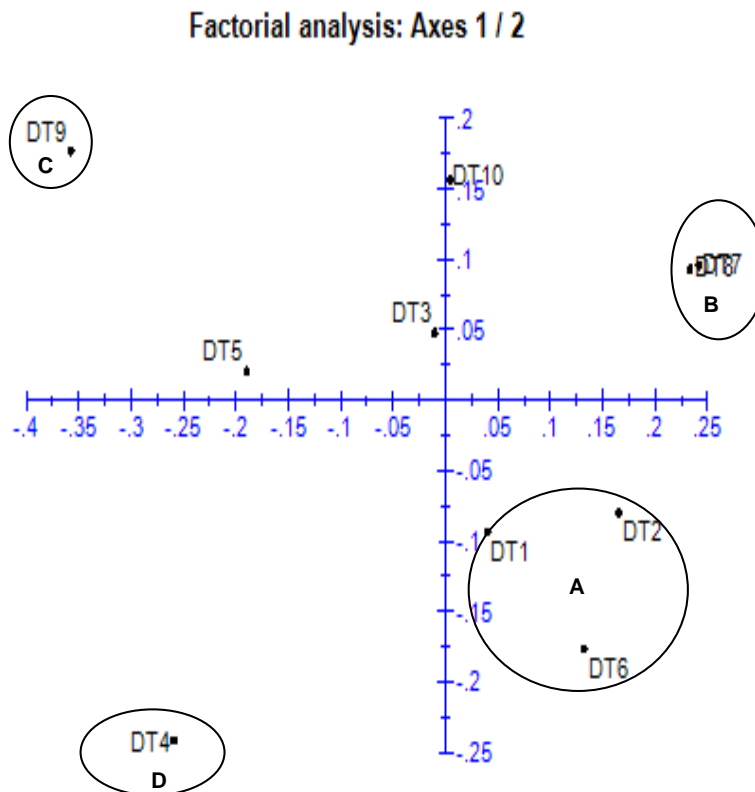 Factorial analysis: Axes 1 / 2
.2
DT9
C
DT10
.15
.1
DT7
B
DT3
.05
DT5
-.4 -.35 -.3 -.25 -.2 -.15 -.1 -.05 .05 .1 .15 .2 .25
-.05
-.1
DT1
DT2
A
-.15
DT6
-.2
DT4
-.25
D